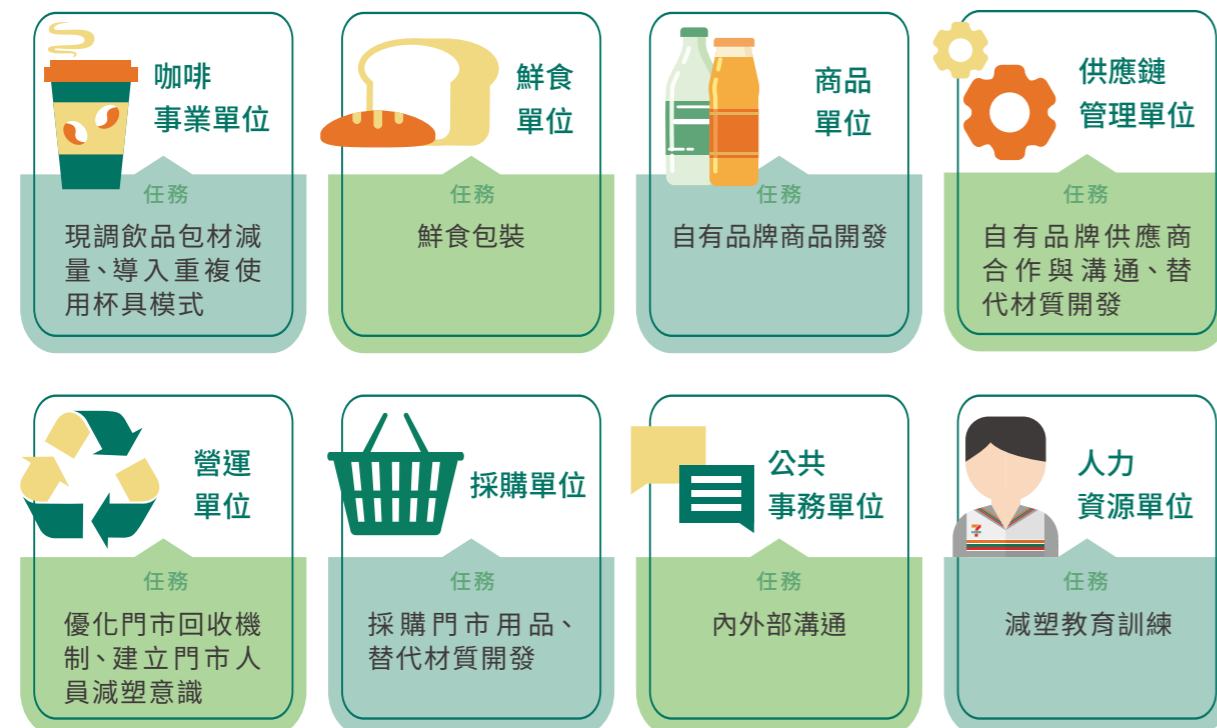 咖啡
事業單位
任務
現調飲品包材減
量、導入重複使
用杯具模式
鮮食
單位
任務
鮮食包裝
商品
單位
任務
自有品牌商品開發
供應鏈
管理單位
任務
自有品牌供應商
合作與溝通、替
代材質開發
營運
單位
任務
優化門市回收機
制、建立門市人
員減塑意識
採購單位
任務
採購門市用品、
替代材質開發
公共
事務單位
任務
內外部溝通
人力
資源單位
7
任務
減塑教育訓練